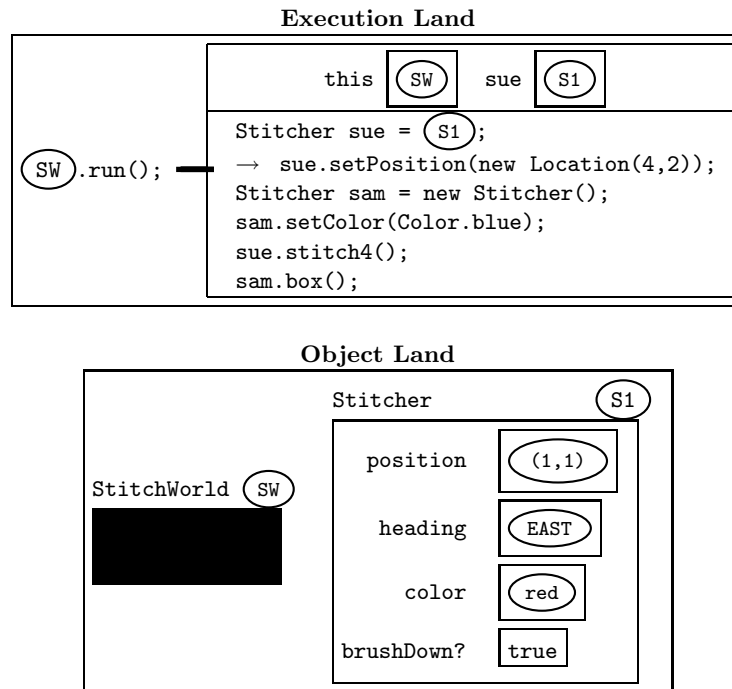 Execution Land
this SW sue S1
Stitcher sue = S1 ;
SW .run(); → sue.setPosition(new Location(4,2));
Stitcher sam = new Stitcher();
sam.setColor(Color.blue);
sue.stitch4();
sam.box();
Object Land
Stitcher S1
position (1,1)
StitchWorld SW
heading EAST
color red
brushDown? true